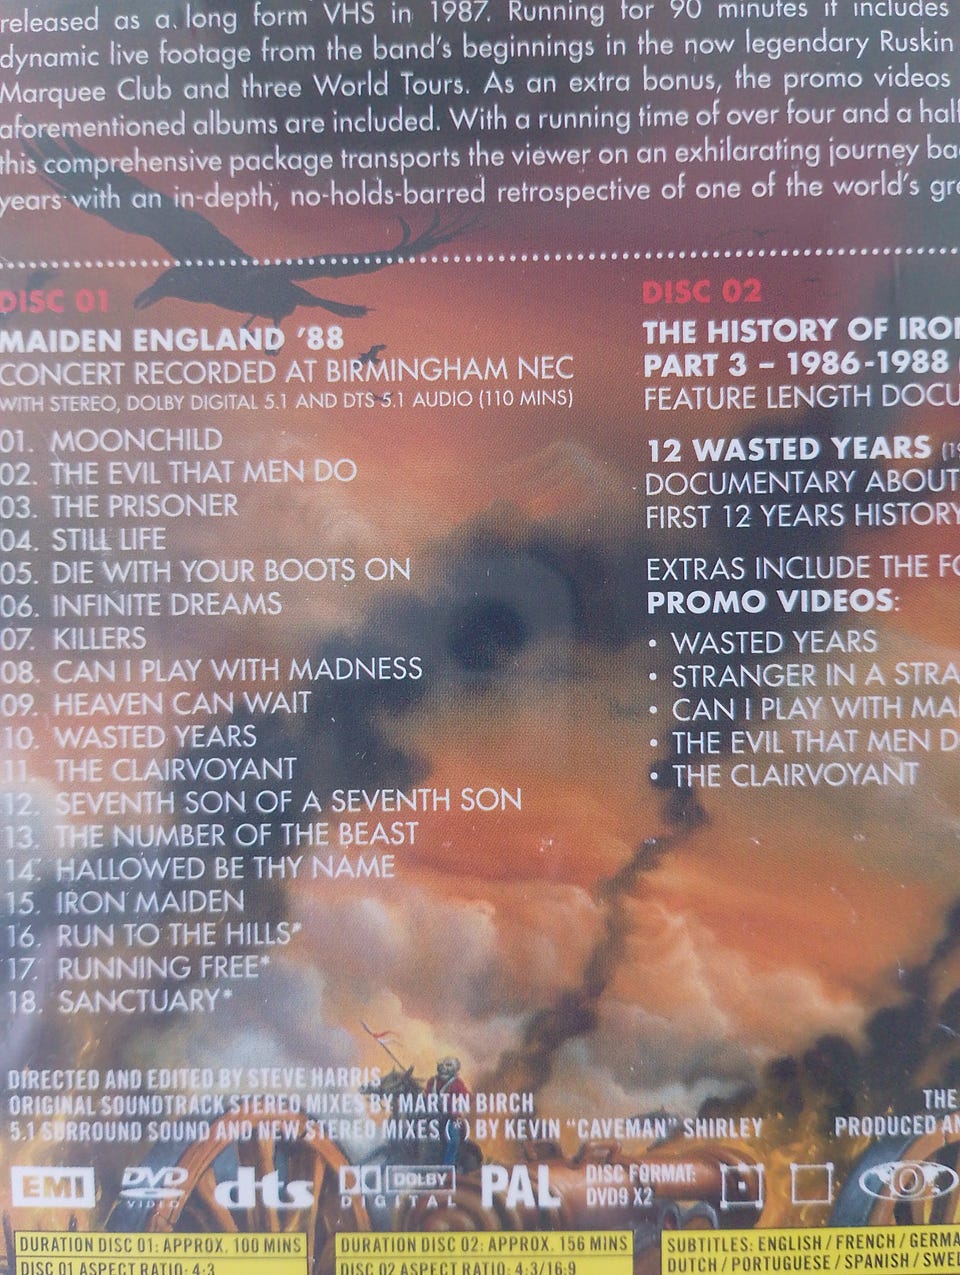 released as a long form VHS in 1987. Running for 90 minutes it includes
dynamic live footage from the band's beginnings in the now legendary Ruskin
Marquee Club and three World Tours. As an extra bonus, the promo videos
aforementioned albums are included. With a running time of over four and a half
this comprehensive package transports the viewer on an exhilarating journey ba
years with an in-depth, no-holds-barred retrospective of one of the world's gre
DISC 01
MAIDEN ENGLAND '88
CONCERT RECORDED AT BIRMINGHAM NEC
WITH STEREO, DOLBY DIGITAL 5.1 AND DTS 5.1 AUDIO (110 MINS)
01. MOONCHILD
02. THE EVIL THAT MEN DO
03. THE PRISONER
04. STILL LIFE
05. DIE WITH YOUR BOOTS ON
06. INFINITE DREAMS
07. KILLERS
08. CAN I PLAY WITH MADNESS
09. HEAVEN CAN WAIT
10. WASTED YEARS
11. THE CLAIRVOYANT
12. SEVENTH SON OF A SEVENTH SON
13. THE NUMBER OF THE BEAST
14. HALLOWED BE THY NAME
15. IRON MAIDEN
16. RUN TO THE HILLS*
17. RUNNING FREE*
18. SANCTUARY*
DISC 02
THE HISTORY OF IRON
PART 3 – 1986-1988 (
FEATURE LENGTH DOCU
12 WASTED YEARS (19
DOCUMENTARY ABOUT
FIRST 12 YEARS HISTORY
EXTRAS INCLUDE THE FO
PROMO VIDEOS:
• WASTED YEARS
• STRANGER IN A STRA
• CAN I PLAY WITH MA
• THE EVIL THAT MEN D
• THE CLAIRVOYANT
DIRECTED AND EDITED BY STEVE HARRIS
ORIGINAL SOUNDTRACK STEREO MIXES BY MARTIN BIRCH
5.1 SURROUND SOUND AND NEW STEREO MIXES (*) BY KEVIN "CAVEMAN" SHIRLEY
THE
PRODUCED AN
EMI DVD VIDEO dts DOLBY DIGITAL PAL DISC FORMAT:
DVD9 X2
DURATION DISC 01: APPROX. 100 MINS
DISC 01 ASPECT RATIO: 4:3
DURATION DISC 02: APPROX. 156 MINS
DISC 02 ASPECT RATIO: 4:3/16:9
SUBTITLES: ENGLISH / FRENCH / GERMA
DUTCH / PORTUGUESE / SPANISH / SWED